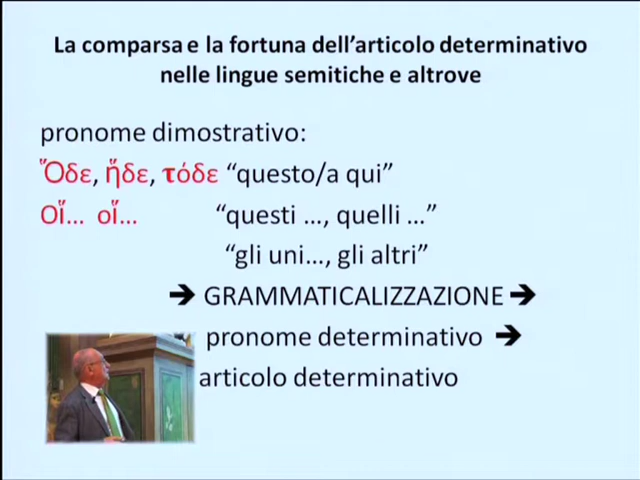 La comparsa e la fortuna dell'articolo determinativo
nelle lingue semitiche e altrove
pronome dimostrativo:
Ὅδε, ἥδε, τόδε “questo/a qui”
Οἵ... οἵ... “questi ..., quelli ...”
“gli uni..., gli altri”
➔ GRAMMATICALIZZAZIONE ➔
pronome determinativo ➔
articolo determinativo